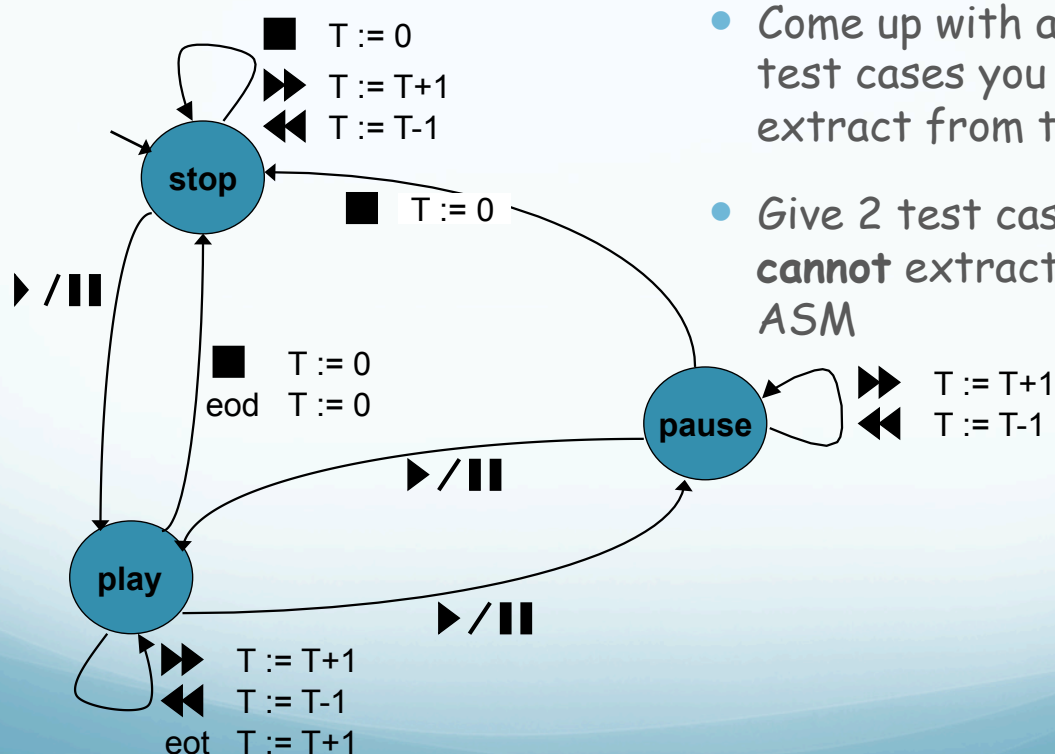 T := 0
T := T+1
T := T-1
stop
T := 0
/
T := 0
eod T := 0
pause
T := T+1
T := T-1
/
play
/
T := T+1
T := T-1
eot T := T+1
• Come up with
test cases you
extract from
• Give 2 test
cannot extract
ASM